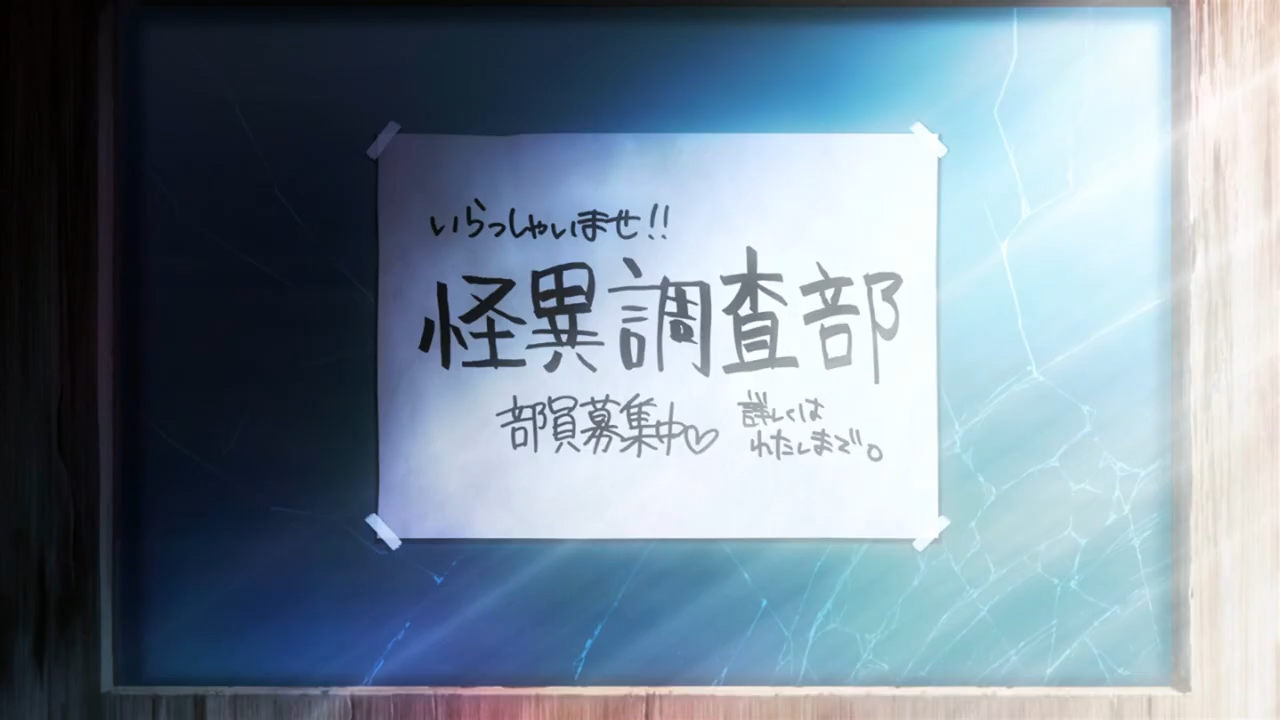 いらっしゃいませ!!
怪異調査部
部員募集中♡
詳しくは
わたしまで。